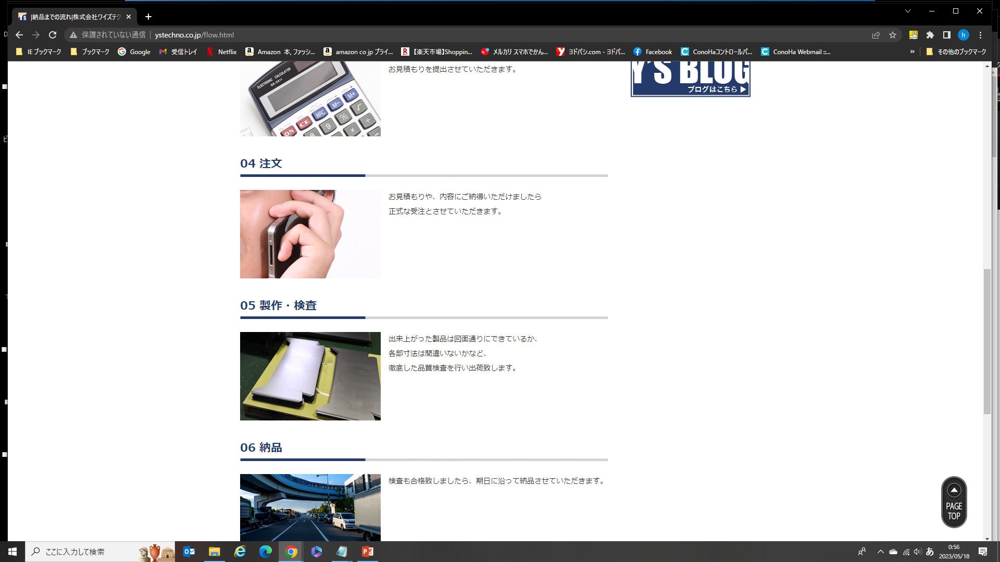 |納品までの流れ|株式会社ワイズテク
保護されていない通信 ystechno.co.jp/flow.html
IE ブックマーク ブックマーク Google 受信トレイ Netflix Amazon 本, ファッシ... amazon co jp プライ... 【楽天市場】Shoppin... メルカリ スマホでかん... ヨドバシ.com - ヨドバ... Facebook ConoHaコントロールパ... ConoHa Webmail ::... » その他のブックマーク
お見積もりを提出させていただきます。
Y'S BLOG
ブログはこちら ▶
ELECTRONIC CALCULATOR
ON CE MRC M- M+
9 % √
× ÷
04 注文
お見積もりや、内容にご納得いただけましたら
正式な受注とさせていただきます。
05 製作・検査
出来上がった製品は図面通りにできているか、
各部寸法は間違いないかなど、
徹底した品質検査を行い出荷致します。
06 納品
検査も合格致しましたら、期日に沿って納品させていただきます。
PAGE
TOP
ここに入力して検索
あ
0:56
2023/05/18